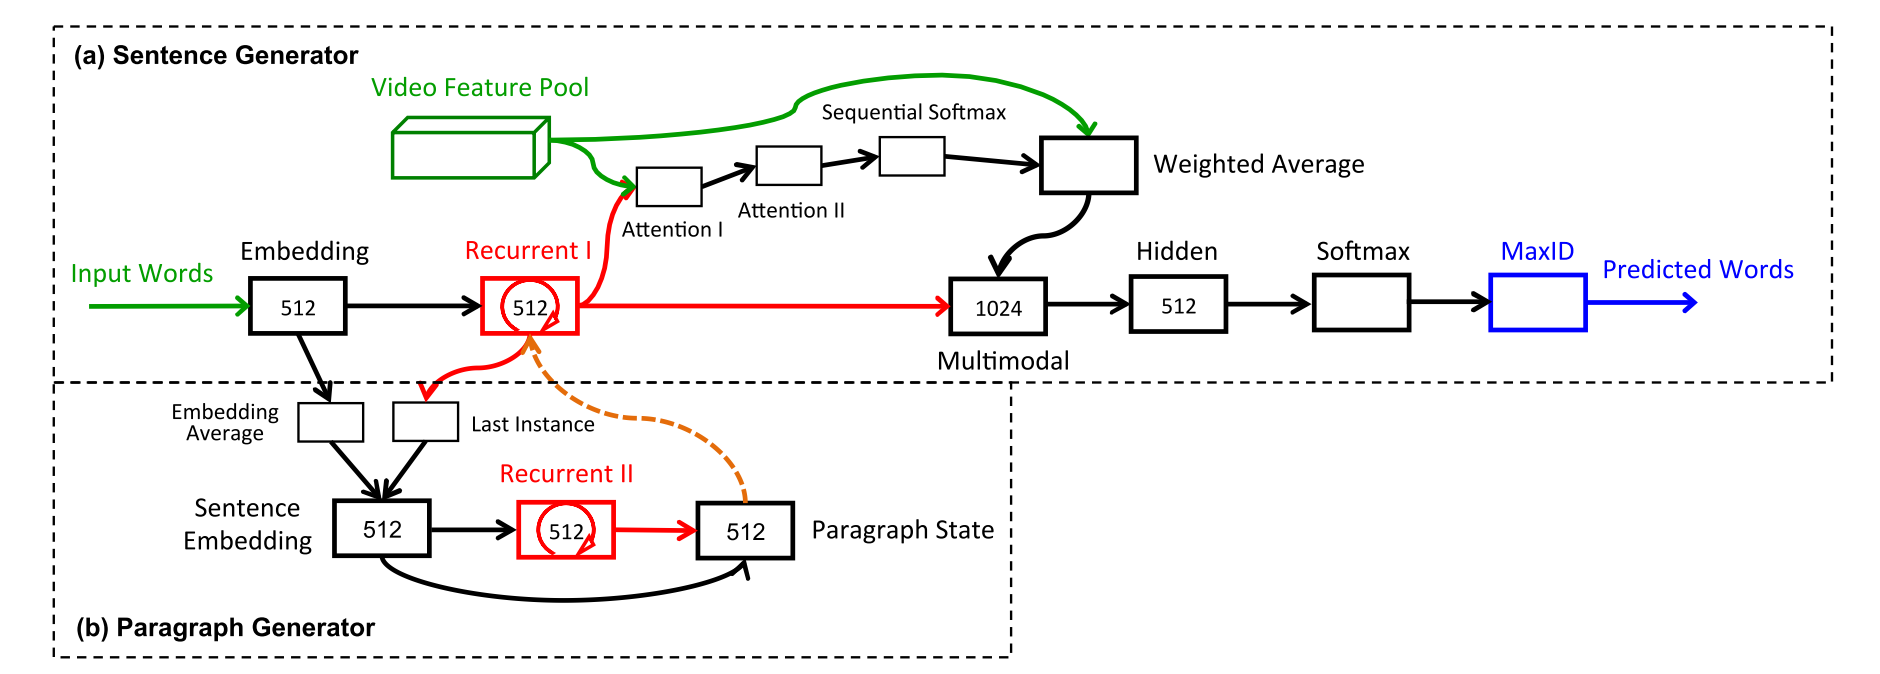 (a) Sentence Generator
Video Feature Pool
Sequential Softmax
Weighted Average
Attention I
Attention II
Input Words
Embedding
512
Recurrent I
512
1024
Multimodal
Hidden
512
Softmax
MaxID
Predicted Words
Embedding
Average
Last Instance
Sentence
Embedding
512
Recurrent II
512
512
Paragraph State
(b) Paragraph Generator